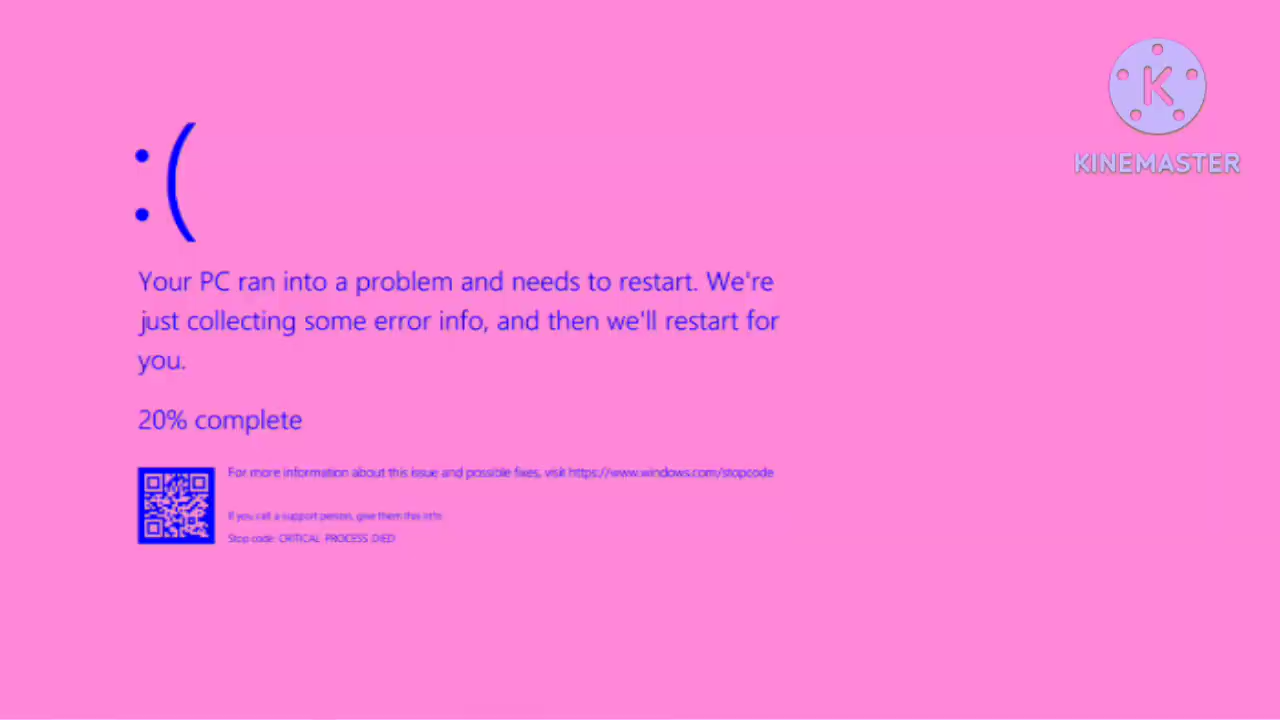 K
KINEMASTER
:(
Your PC ran into a problem and needs to restart. We're
just collecting some error info, and then we'll restart for
you.
20% complete
For more information about this issue and possible fixes, visit https://www.windows.com/stopcode
If you call a support person, give them this info
Stop code: CRITICAL PROCESS DIED